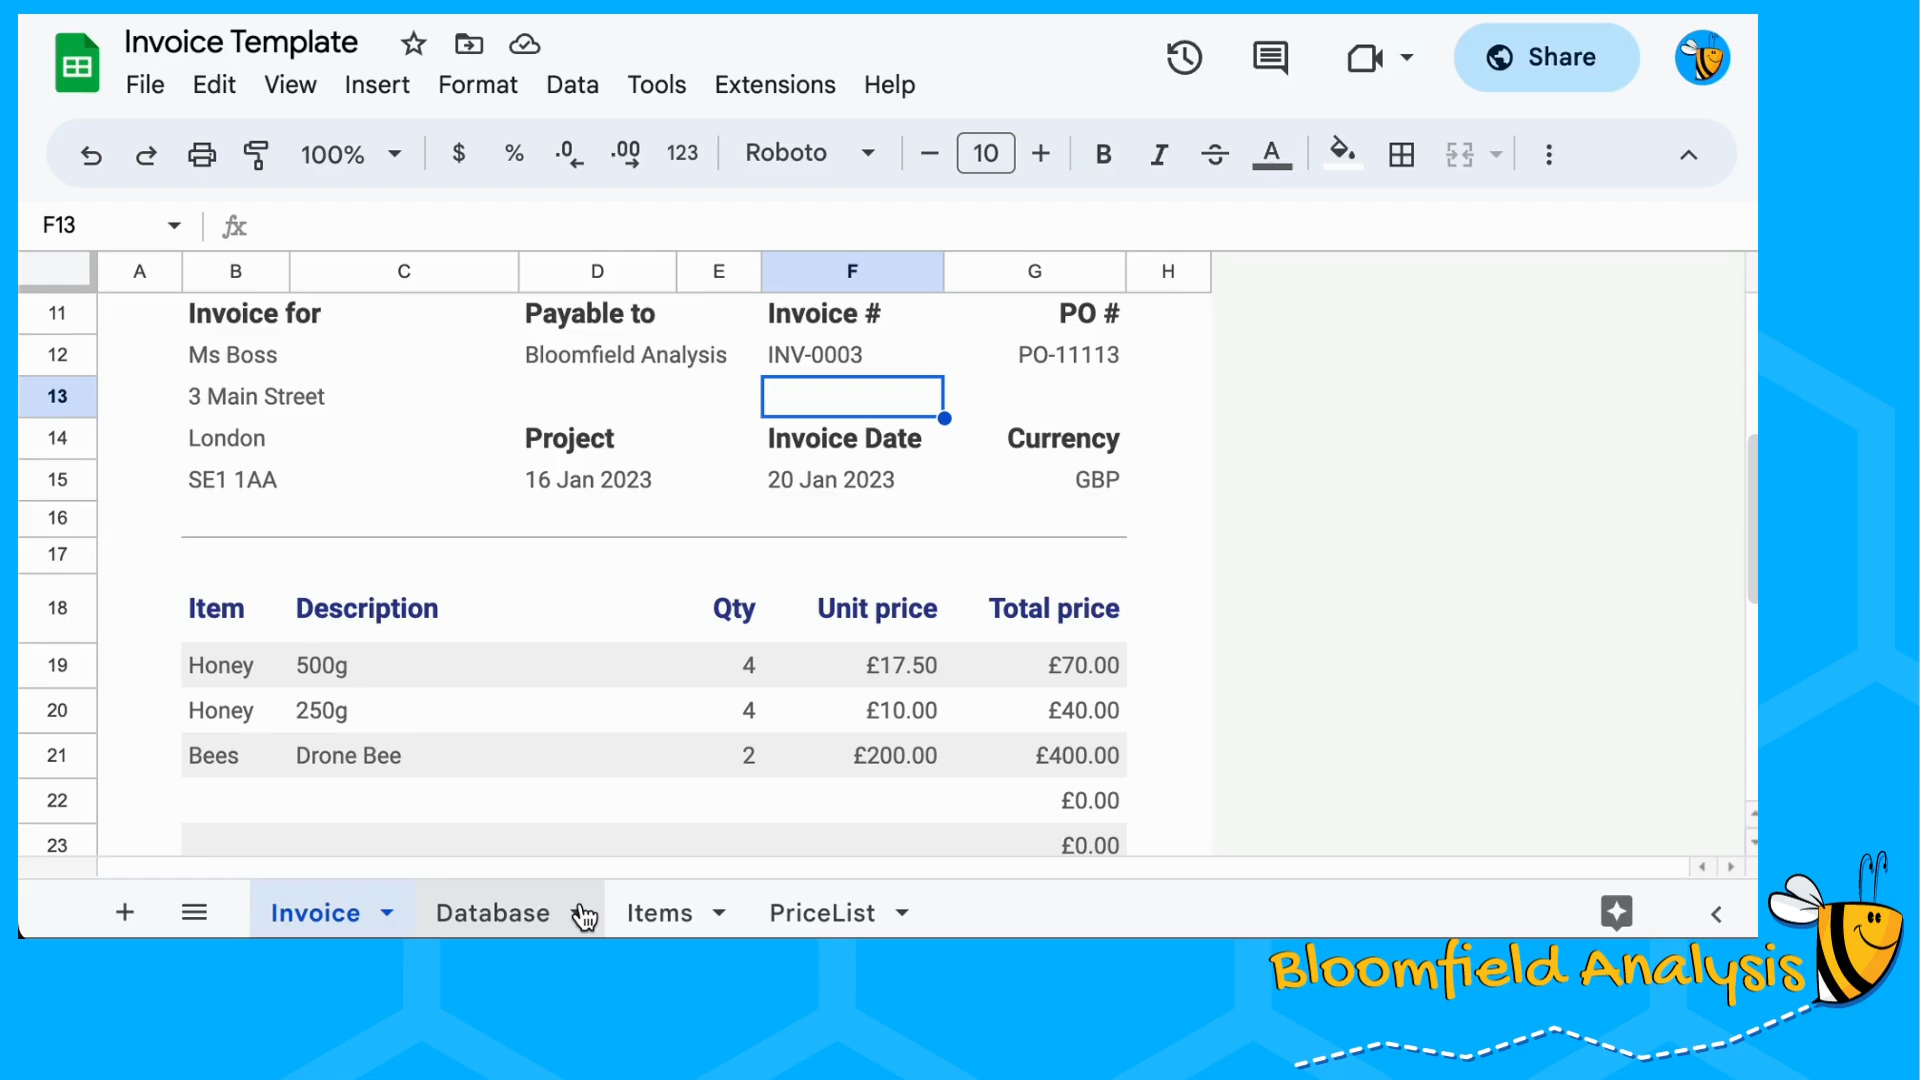 Invoice Template
File Edit View Insert Format Data Tools Extensions Help
Share
100% $ % .0 .00 123 Roboto 10 B I S A
F13 fx
A B C D E F G H
11 Invoice for Payable to Invoice # PO #
12 Ms Boss Bloomfield Analysis INV-0003 PO-11113
13 3 Main Street
14 London Project Invoice Date Currency
15 SE1 1AA 16 Jan 2023 20 Jan 2023 GBP
16
17
18 Item Description Qty Unit price Total price
19 Honey 500g 4 £17.50 £70.00
20 Honey 250g 4 £10.00 £40.00
21 Bees Drone Bee 2 £200.00 £400.00
22 £0.00
23 £0.00
Invoice Database Items PriceList
Bloomfield Analysis